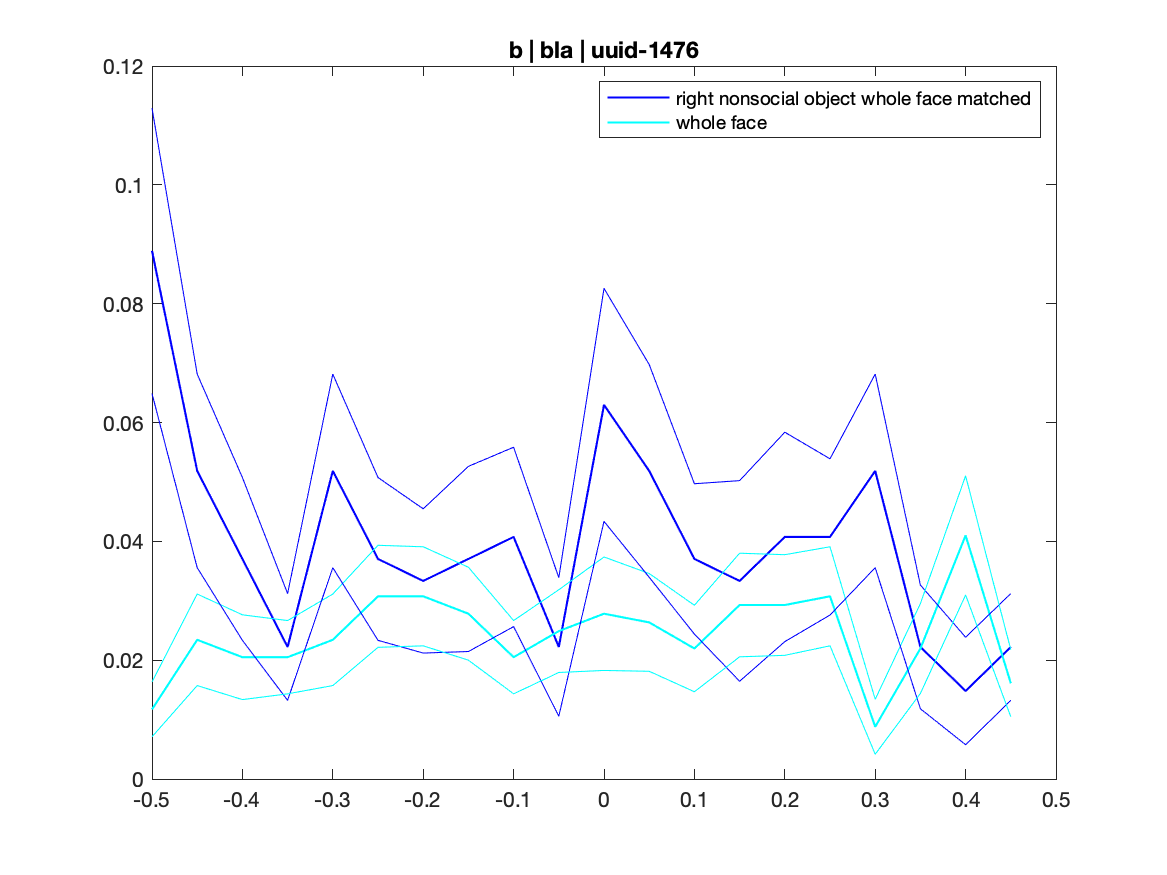 b | bla | uuid-1476
right nonsocial object whole face matched
whole face
0.12
0.1
0.08
0.06
0.04
0.02
0
-0.5 -0.4 -0.3 -0.2 -0.1 0 0.1 0.2 0.3 0.4 0.5